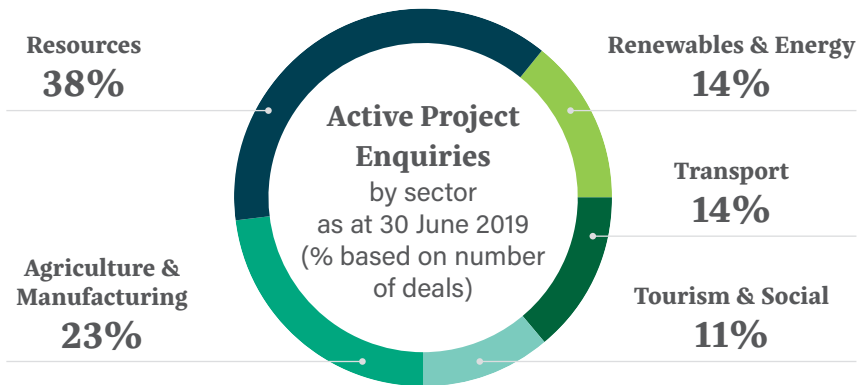 Resources
38%
Agriculture &
Manufacturing
23%
Active Project
Enquiries
by sector
as at 30 June 2019
(% based on number
of deals)
Renewables & Energy
14%
Transport
14%
Tourism & Social
11%